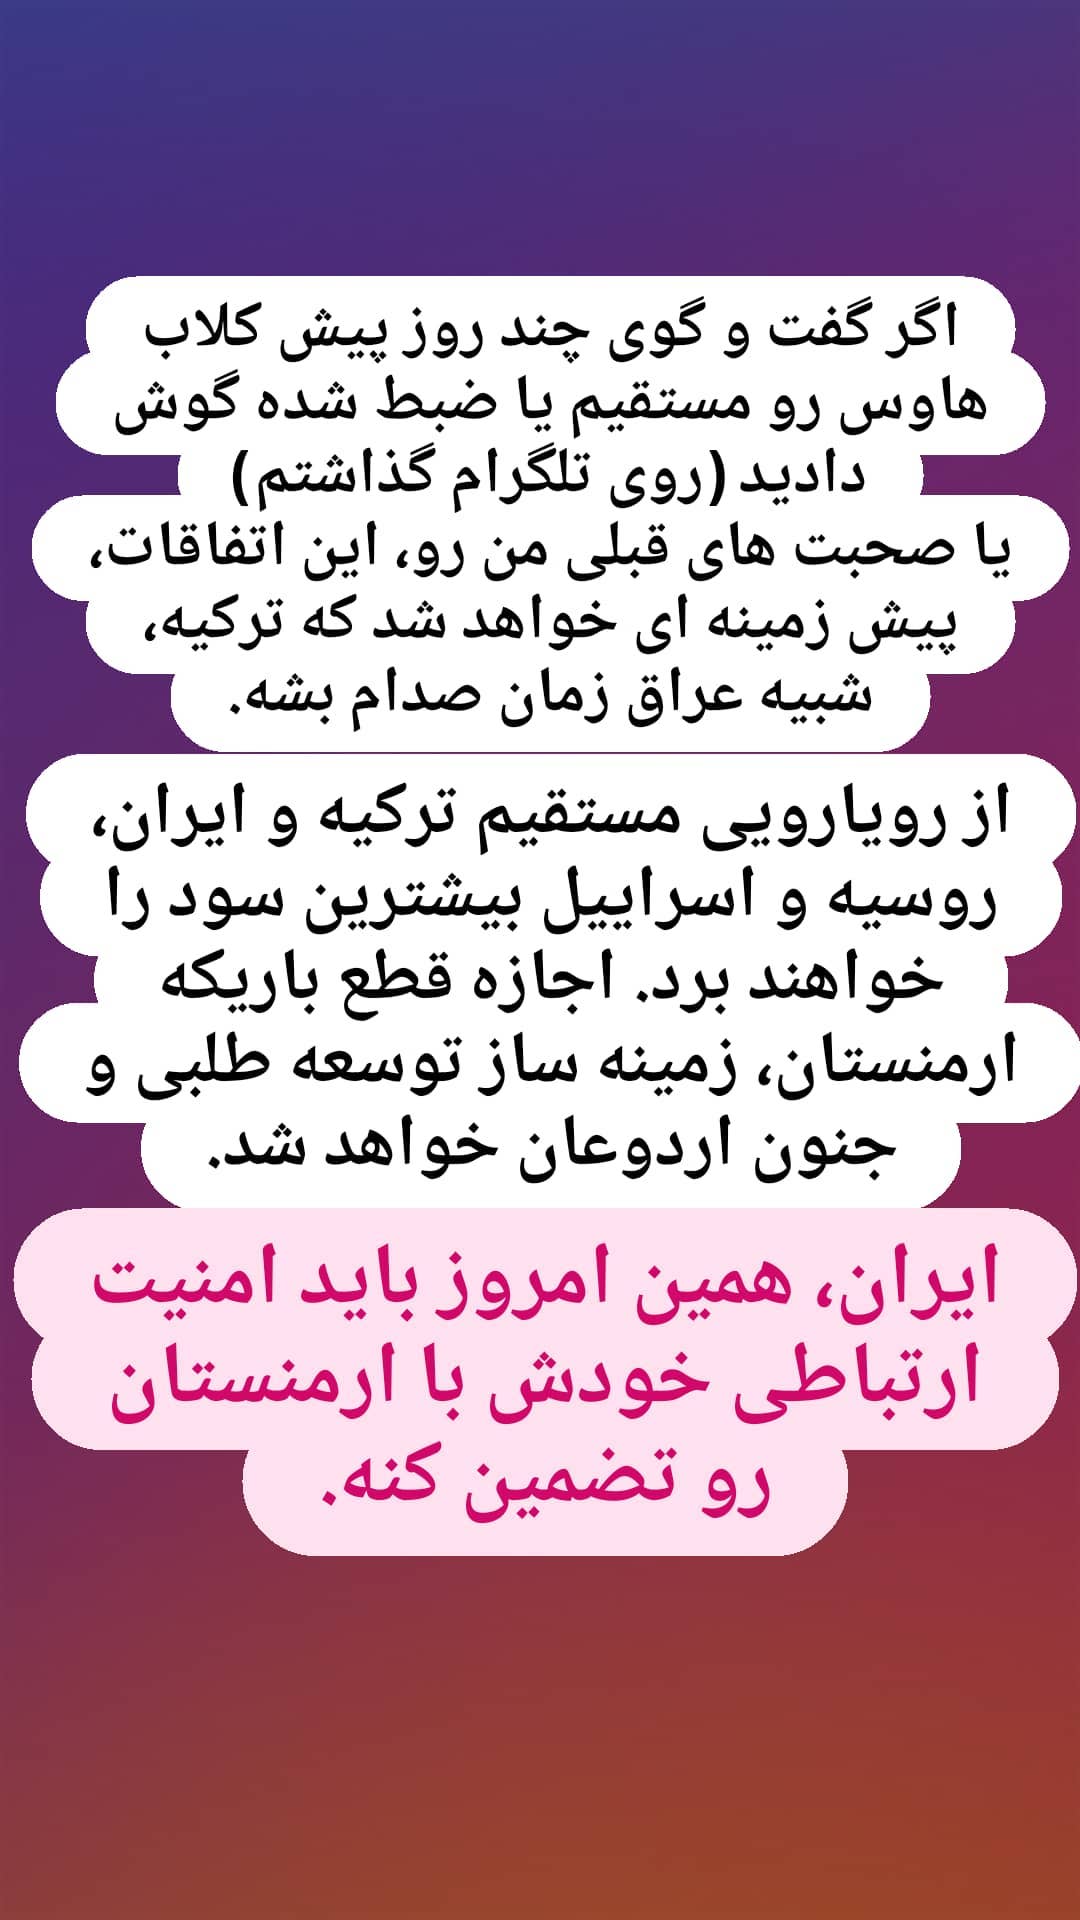 اگر گفت و گوی چند روز پیش کلاب
هاوس رو مستقیم یا ضبط شده گوش
دادید (روی تلگرام گذاشتم)
یا صحبت های قبلی من رو، این اتفاقات،
پیش زمینه ای خواهد شد که ترکیه،
شبیه عراق زمان صدام بشه.
از رویارویی مستقیم ترکیه و ایران،
روسیه و اسراییل بیشترین سود را
خواهند برد. اجازه قطع باریکه
ارمنستان، زمینه ساز توسعه طلبی و
جنون اردوعان خواهد شد.
ایران، همین امروز باید امنیت
ارتباطی خودش با ارمنستان
رو تضمین کنه.